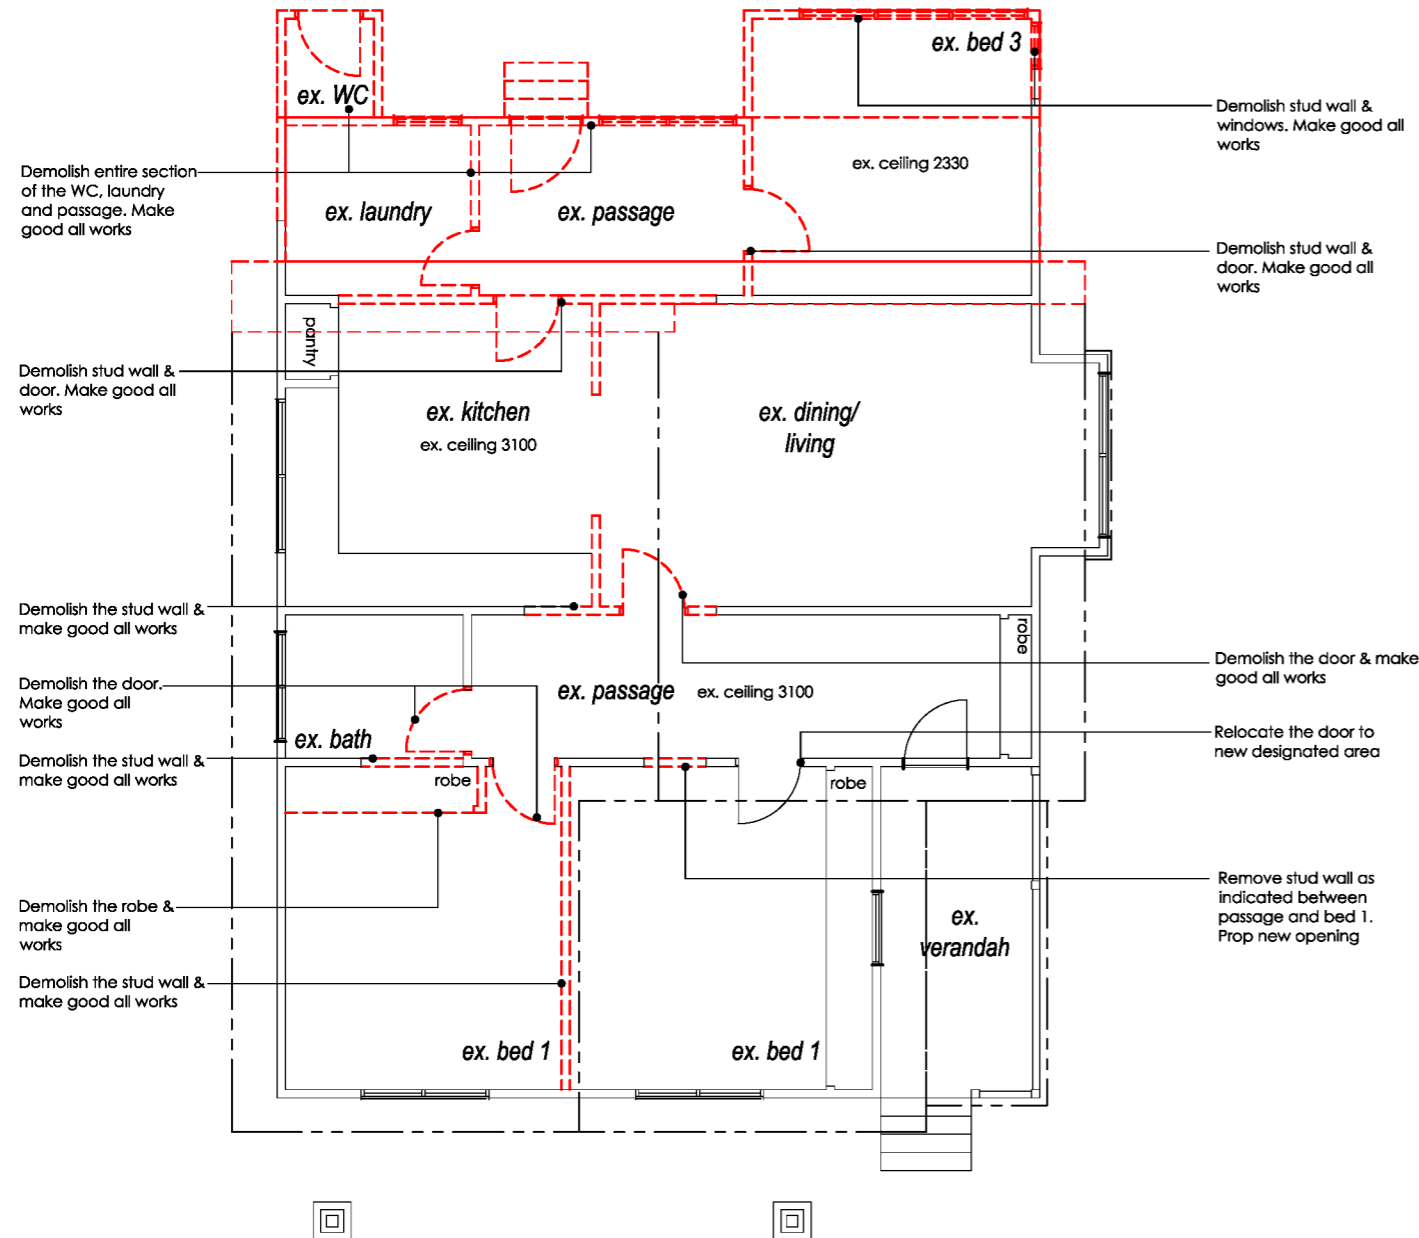 ex. bed 3
ex. WC
Demolish stud wall &
windows. Make good all
works
ex. ceiling 2330
Demolish entire section
of the WC, laundry
and passage. Make
good all works
ex. laundry
ex. passage
Demolish stud wall &
door. Make good all
works
pantry
Demolish stud wall &
door. Make good all
works
ex. kitchen
ex. ceiling 3100
ex. dining/
living
Demolish the stud wall &
make good all works
robe
Demolish the door & make
good all works
Demolish the door.
Make good all
works
ex. passage
ex. ceiling 3100
ex. bath
Relocate the door to
new designated area
Demolish the stud wall &
make good all works
robe
robe
Demolish the robe &
make good all
works
Remove stud wall as
indicated between
passage and bed 1.
Prop new opening
ex.
verandah
Demolish the stud wall &
make good all works
ex. bed 1
ex. bed 1